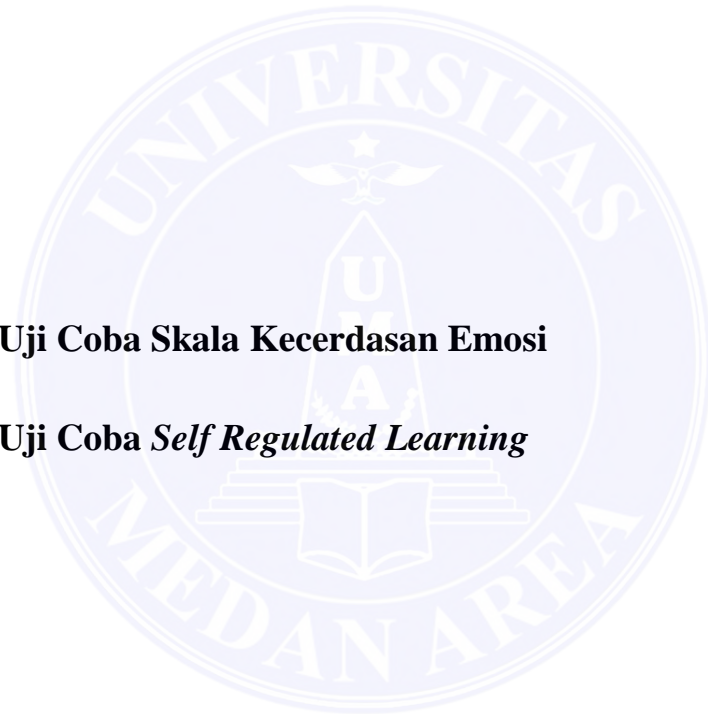 UNIVERSITAS
U
M
A
Uji Coba Skala Kecerdasan Emosi
Uji Coba Self Regulated Learning
MEDAN AREA